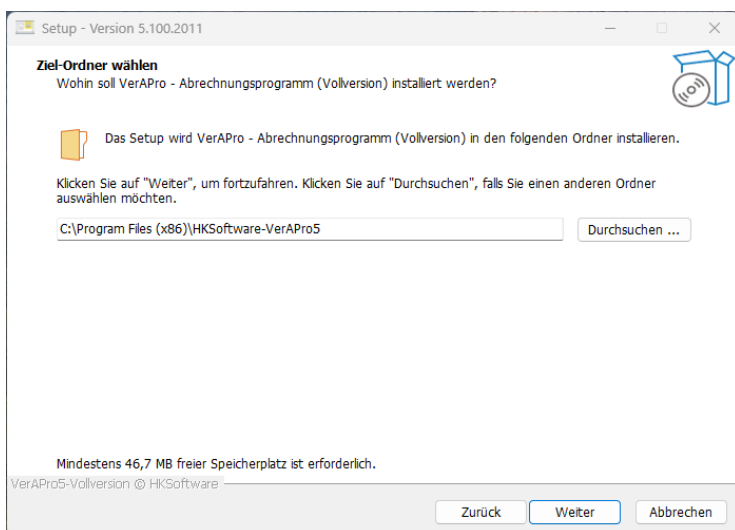 Setup - Version 5.100.2011
Ziel-Ordner wählen
Wohin soll VerAPro - Abrechnungsprogramm (Vollversion) installiert werden?
Das Setup wird VerAPro - Abrechnungsprogramm (Vollversion) in den folgenden Ordner installieren.
Klicken Sie auf "Weiter", um fortzufahren. Klicken Sie auf "Durchsuchen", falls Sie einen anderen Ordner
auswählen möchten.
C:\Program Files (x86)\HKSoftware-VerAPro5
Durchsuchen ...
Mindestens 46,7 MB freier Speicherplatz ist erforderlich.
VerAPro5-Vollversion @ HKSoftware
Zurück
Weiter
Abbrechen